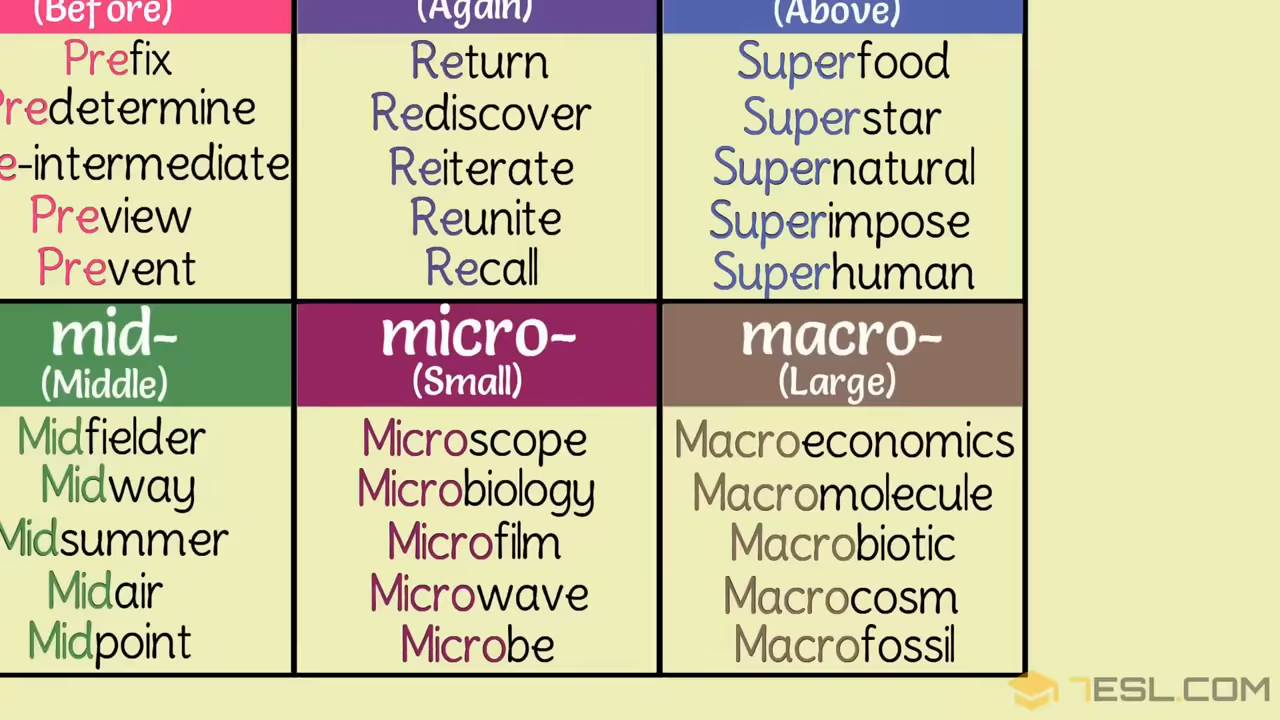 (Before)
Prefix
Predetermine
e-intermediate
Preview
Prevent
(Again)
Return
Rediscover
Reiterate
Reunite
Recall
(Above)
Superfood
Superstar
Supernatural
Superimpose
Superhuman
mid-
(Middle)
Midfielder
Midway
Midsummer
Midair
Midpoint
micro-
(Small)
Microscope
Microbiology
Microfilm
Microwave
Microbe
macro-
(Large)
Macroeconomics
Macromolecule
Macrobiotic
Macrocosm
Macrofossil
7ESL.COM